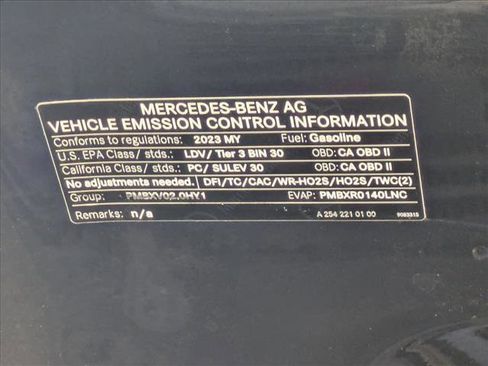 MERCEDES-BENZ AG
VEHICLE EMISSION CONTROL INFORMATION
Conforms to regulations: 2023 MY Fuel: Gasoline
U.S. EPA Class/ stds.: LDV/ Tier 3 BIN 30 OBD: CA OBD II
California Class/ stds.: PC/ SULEV 30 OBD: CA OBD II
No adjustments needed. DFI/TC/CAC/WR-HO2S/HO2S/TWC(2)
Group: PMBXV02.0HY1 EVAP: PMBXR0140LNC
Remarks: n/a A 254 221 01 00